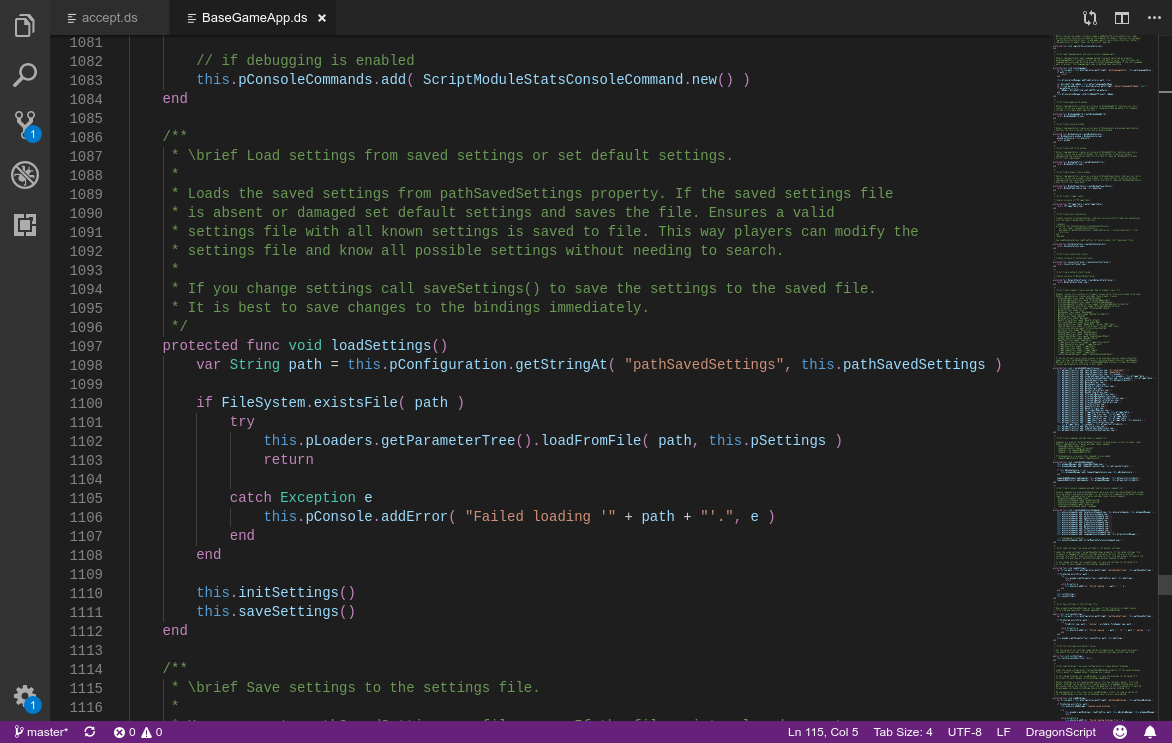 accept.ds
BaseGameApp.ds
1081
1082 // if debugging is enabled
1083 this.pConsoleCommands.add( ScriptModuleStatsConsoleCommand.new() )
1084 end
1085
1086 /**
1087 * \brief Load settings from saved settings or set default settings.
1088 *
1089 * Loads the saved settings from pathSavedSettings property. If the saved settings file
1090 * is absent or damaged set default settings and saves the file. Ensures a valid
1091 * settings file with all known settings is saved to file. This way players can modify the
1092 * settings file and know all possible settings without needing to search.
1093 *
1094 * If you change settings call saveSettings() to save the settings to the saved file.
1095 * It is best to save changes to the bindings immediately.
1096 */
1097 protected func void loadSettings()
1098 var String path = this.pConfiguration.getStringAt( "pathSavedSettings", this.pathSavedSettings )
1099
1100 if FileSystem.existsFile( path )
1101 try
1102 this.pLoaders.getParameterTree().loadFromFile( path, this.pSettings )
1103 return
1104
1105 catch Exception e
1106 this.pConsole.addError( "Failed loading '" + path + "'.", e )
1107 end
1108 end
1109
1110 this.initSettings()
1111 this.saveSettings()
1112 end
1113
1114 /**
1115 * \brief Save settings to the settings file.
1116 *
1
1
master* 0 0 Ln 115, Col 5 Tab Size: 4 UTF-8 LF DragonScript